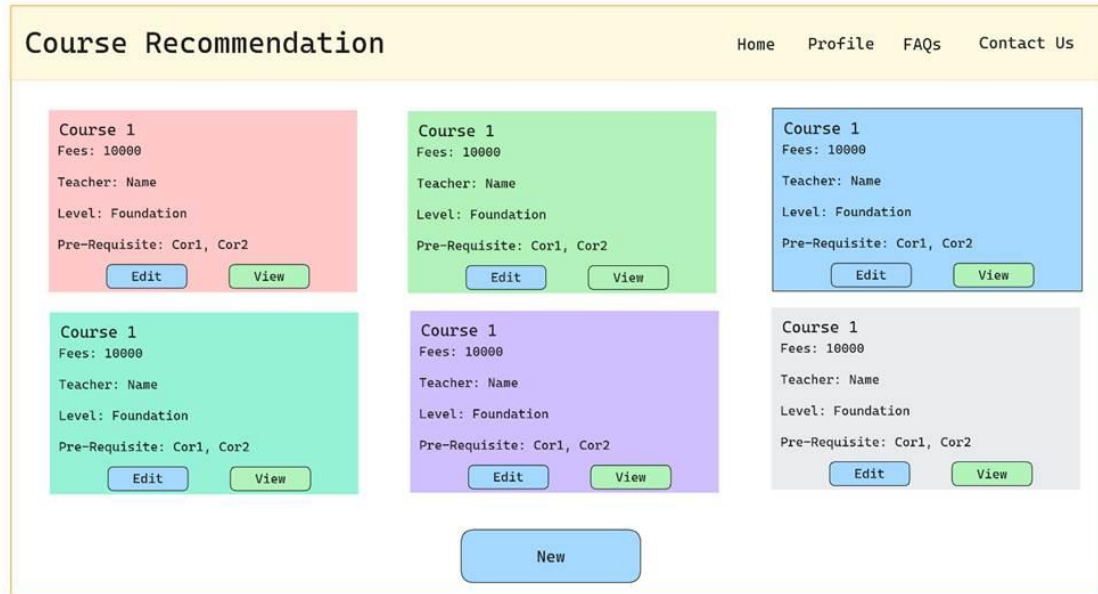 Course Recommendation
Home Profile FAQs Contact Us
Course 1
Fees: 10000
Teacher: Name
Level: Foundation
Pre-Requisite: Cor1, Cor2
Edit View
Course 1
Fees: 10000
Teacher: Name
Level: Foundation
Pre-Requisite: Cor1, Cor2
Edit View
Course 1
Fees: 10000
Teacher: Name
Level: Foundation
Pre-Requisite: Cor1, Cor2
Edit View
Course 1
Fees: 10000
Teacher: Name
Level: Foundation
Pre-Requisite: Cor1, Cor2
Edit View
Course 1
Fees: 10000
Teacher: Name
Level: Foundation
Pre-Requisite: Cor1, Cor2
Edit View
Course 1
Fees: 10000
Teacher: Name
Level: Foundation
Pre-Requisite: Cor1, Cor2
Edit View
New